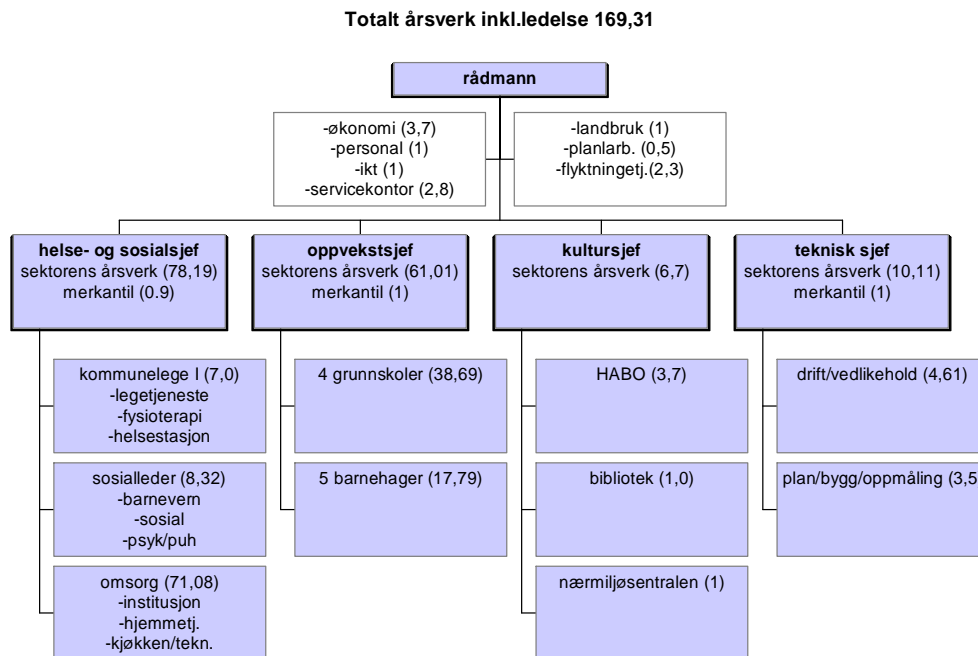 Totalt årsverk inkl.ledelse 169,31
rådmann
-økonomi (3,7)
-personal (1)
-ikt (1)
-servicekontor (2,8)
-landbruk (1)
-planlarb. (0,5)
-flyktningetj.(2,3)
helse- og sosialsjef
sektorens årsverk (78,19)
merkantil (0.9)
oppvekstsjef
sektorens årsverk (61,01)
merkantil (1)
kultursjef
sektorens årsverk (6,7)
teknisk sjef
sektorens årsverk (10,11)
merkantil (1)
kommunelege I (7,0)
-legetjeneste
-fysioterapi
-helsestasjon
4 grunnskoler (38,69)
HABO (3,7)
drift/vedlikehold (4,61)
sosialleder (8,32)
-barnevern
-sosial
-psyk/puh
5 barnehager (17,79)
bibliotek (1,0)
plan/bygg/oppmåling (3,5
omsorg (71,08)
-institusjon
-hjemmetj.
-kjøkken/tekn.
nærmiljøsentralen (1)